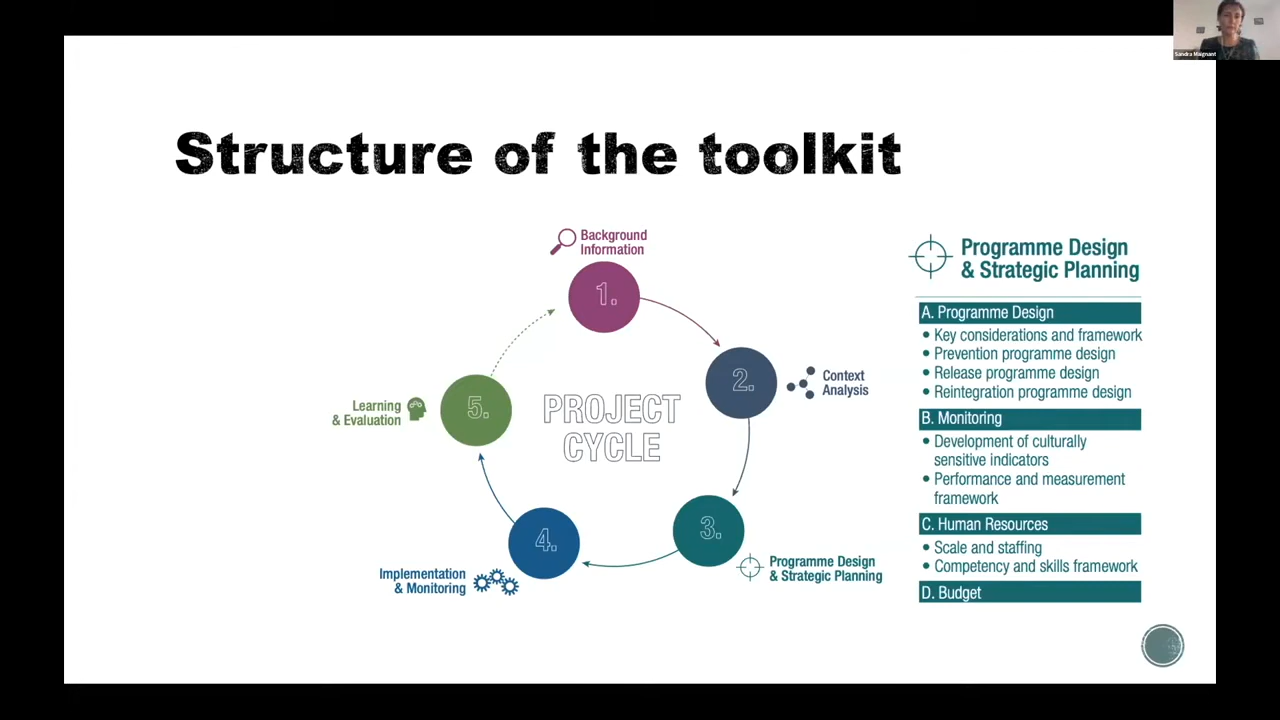 Sandra Maignant
Structure of the toolkit
Background
Information
1.
2.
Context
Analysis
PROJECT
CYCLE
5.
Learning
& Evaluation
3.
Programme Design
& Strategic Planning
4.
Implementation
& Monitoring
Programme Design
& Strategic Planning
A. Programme Design
• Key considerations and framework
• Prevention programme design
• Release programme design
• Reintegration programme design
B. Monitoring
• Development of culturally
sensitive indicators
• Performance and measurement
framework
C. Human Resources
• Scale and staffing
• Competency and skills framework
D. Budget